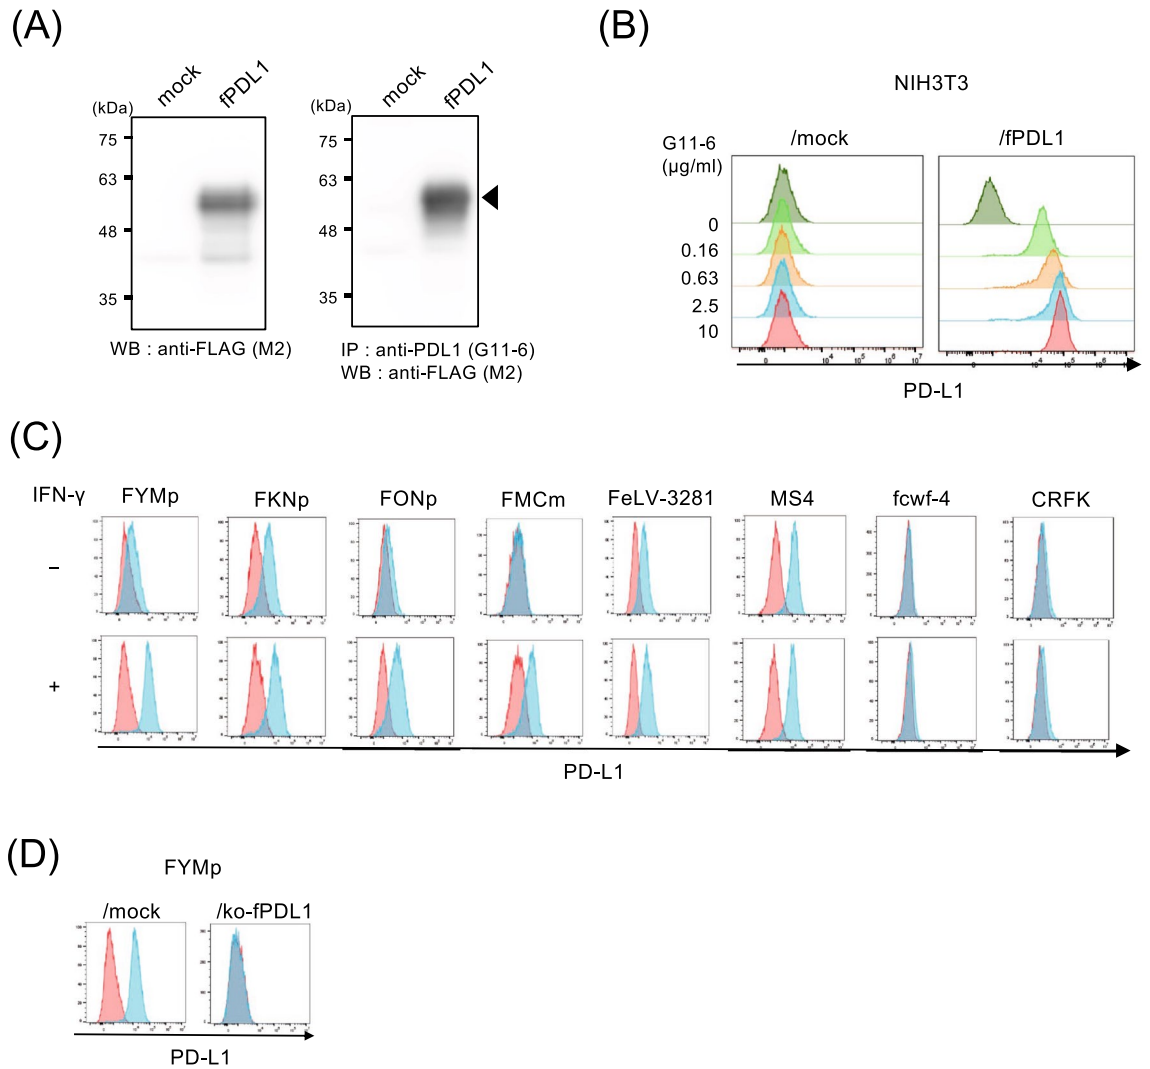 (A)
mock
fPDL1
mock
fPDL1
(kDa)
(kDa)
75
63
48
35
75
63
48
35
WB : anti-FLAG (M2)
IP : anti-PDL1 (G11-6)
WB : anti-FLAG (M2)
(B)
NIH3T3
G11-6
(μg/ml)
/mock
/fPDL1
0
0.16
0.63
2.5
10
PD-L1
(C)
IFN-γ
FYMp
FKNp
FONp
FMCm
FeLV-3281
MS4
fcwf-4
CRFK
–
+
PD-L1
(D)
FYMp
/mock
/ko-fPDL1
PD-L1